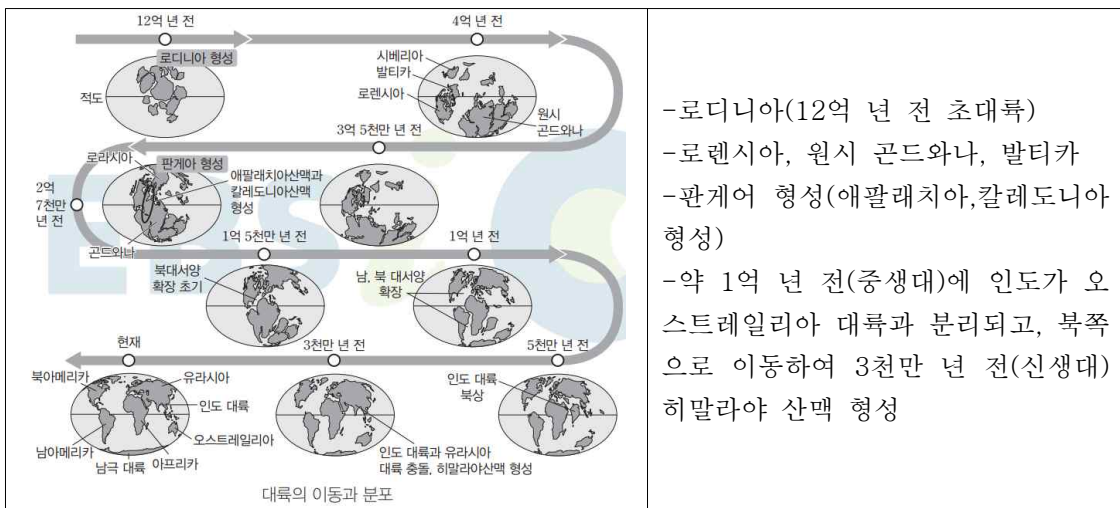 12억 년 전
4억 년 전
로디니아 형성
적도
시베리아
발티카
로렌시아
원시
곤드와나
3억 5천만 년 전
로라시아
판게아 형성
애팔래치아산맥과
칼레도니아산맥
형성
2억
7천만
년 전
곤드와나
1억 5천만 년 전
1억 년 전
북대서양
확장 초기
남, 북 대서양
확장
현재
3천만 년 전
5천만 년 전
북아메리카
유라시아
인도 대륙
오스트레일리아
남아메리카
남극 대륙
아프리카
인도 대륙과 유라시아
대륙 충돌, 히말라야산맥 형성
인도 대륙
북상
대륙의 이동과 분포
EBS
-로디니아(12억 년 전 초대륙)
-로렌시아, 원시 곤드와나, 발티카
-판게어 형성(애팔래치아,칼레도니아
형성)
-약 1억 년 전(중생대)에 인도가 오
스트레일리아 대륙과 분리되고, 북쪽
으로 이동하여 3천만 년 전(신생대)
히말라야 산맥 형성